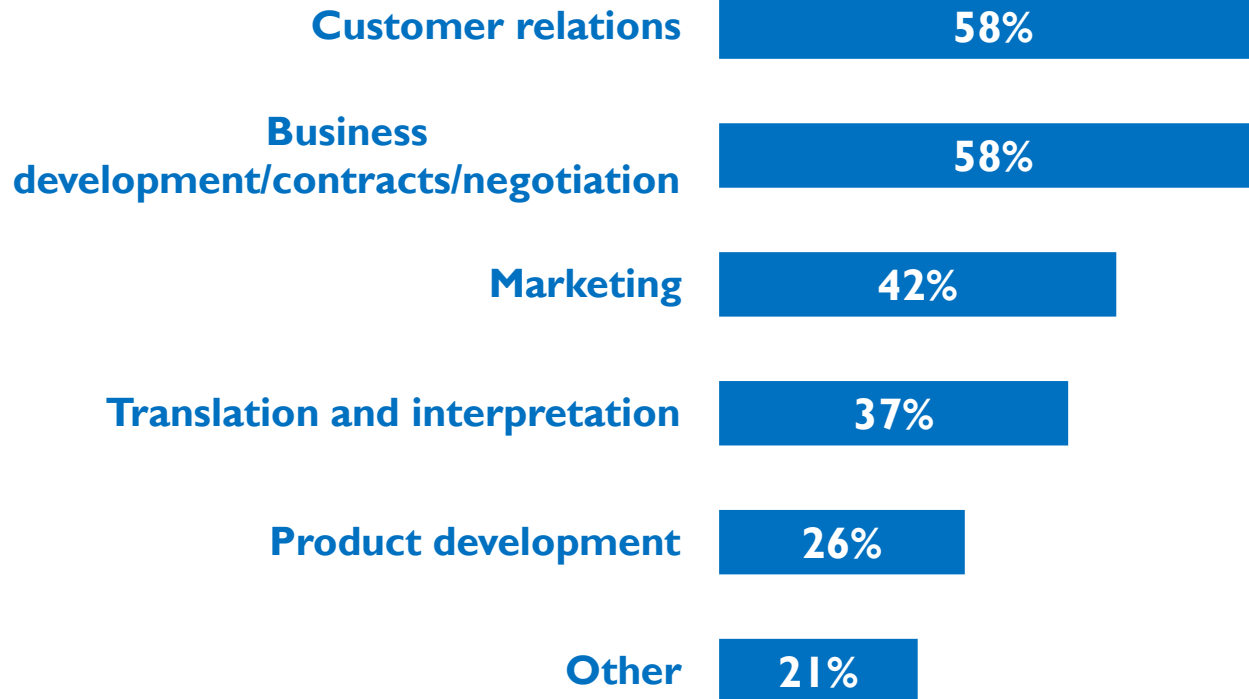 Customer relations 58%
Business
development/contracts/negotiation 58%
Marketing 42%
Translation and interpretation 37%
Product development 26%
Other 21%